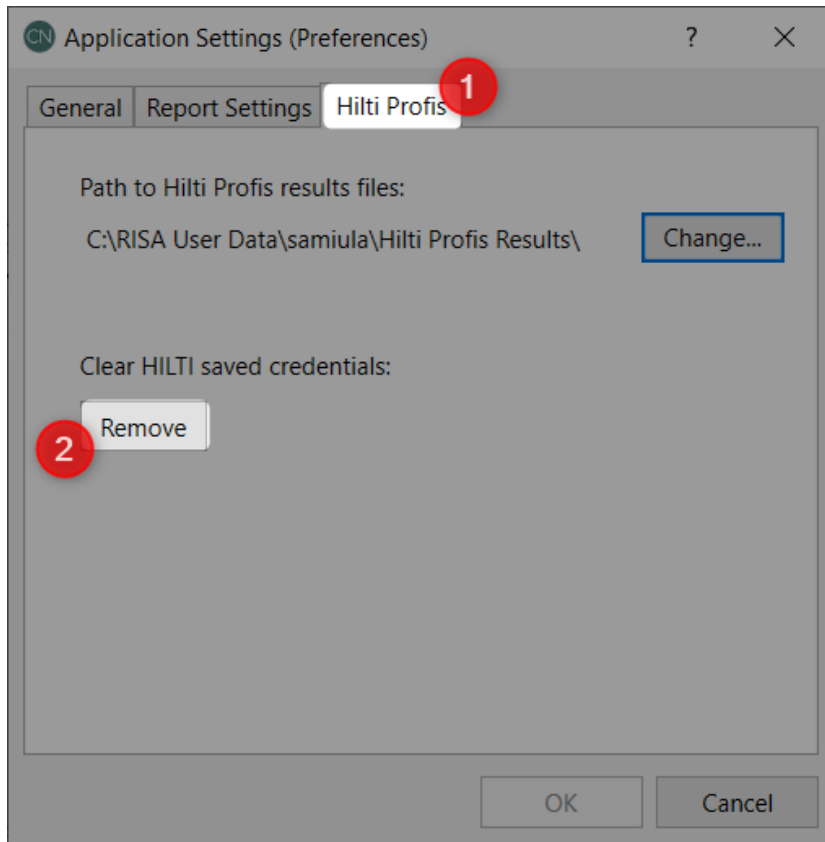 CN Application Settings (Preferences) ? ×
General Report Settings Hilti Profis 1
Path to Hilti Profis results files:
C:\RISA User Data\samiula\Hilti Profis Results\ Change...
Clear HILTI saved credentials:
Remove
2
OK Cancel